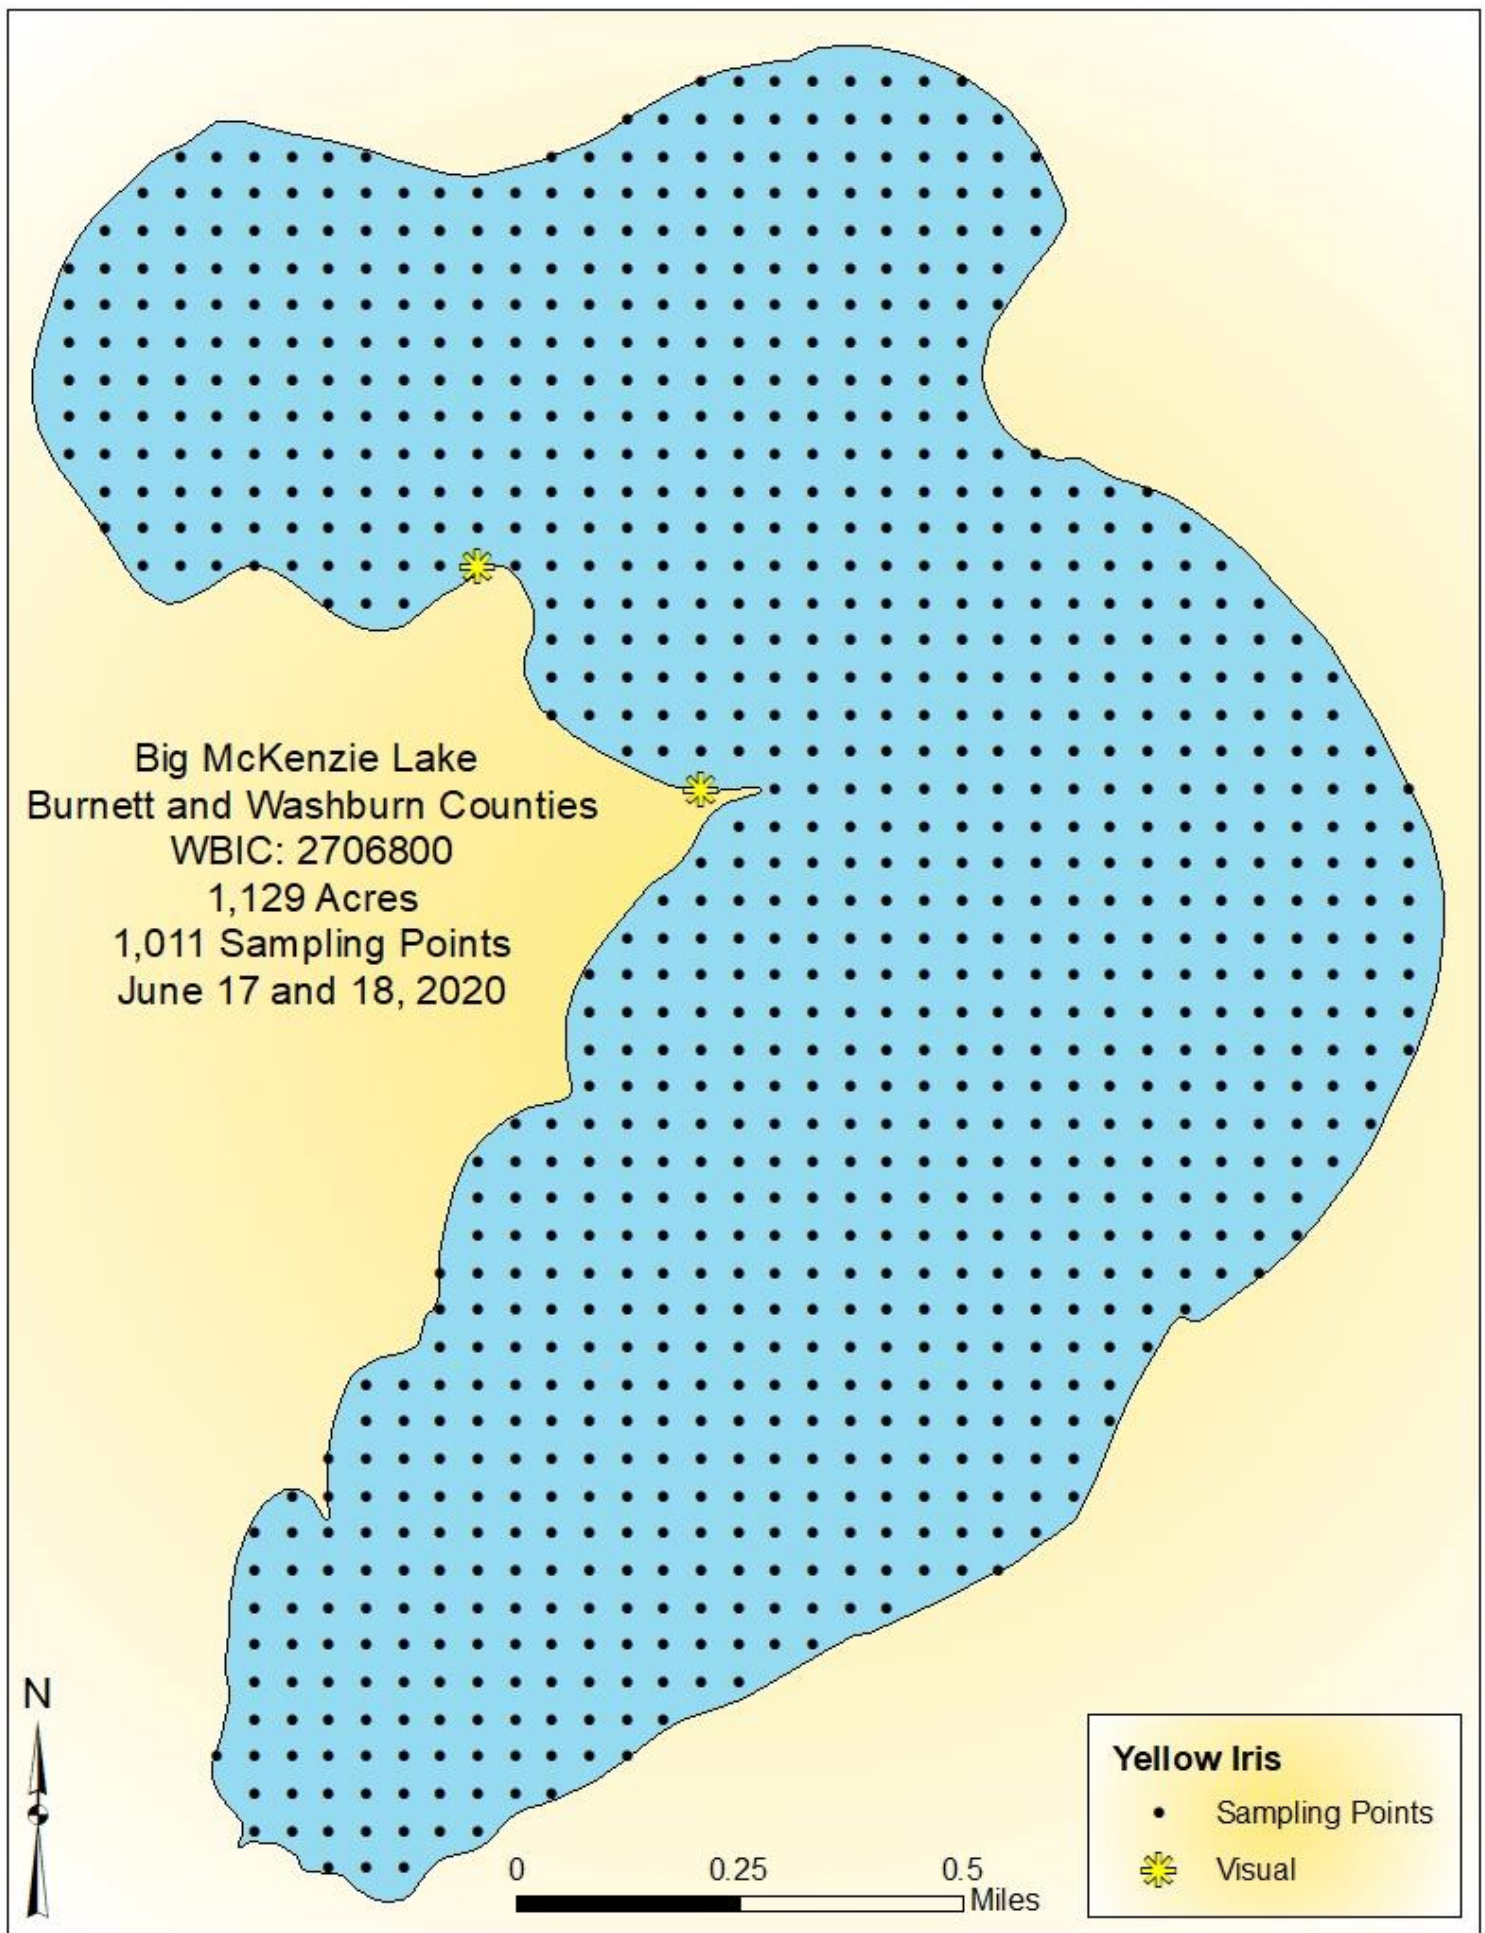 Big McKenzie Lake
Burnett and Washburn Counties
WBIC: 2706800
1,129 Acres
1,011 Sampling Points
June 17 and 18, 2020
N
0 0.25 0.5
Miles
Yellow Iris
Sampling Points
Visual